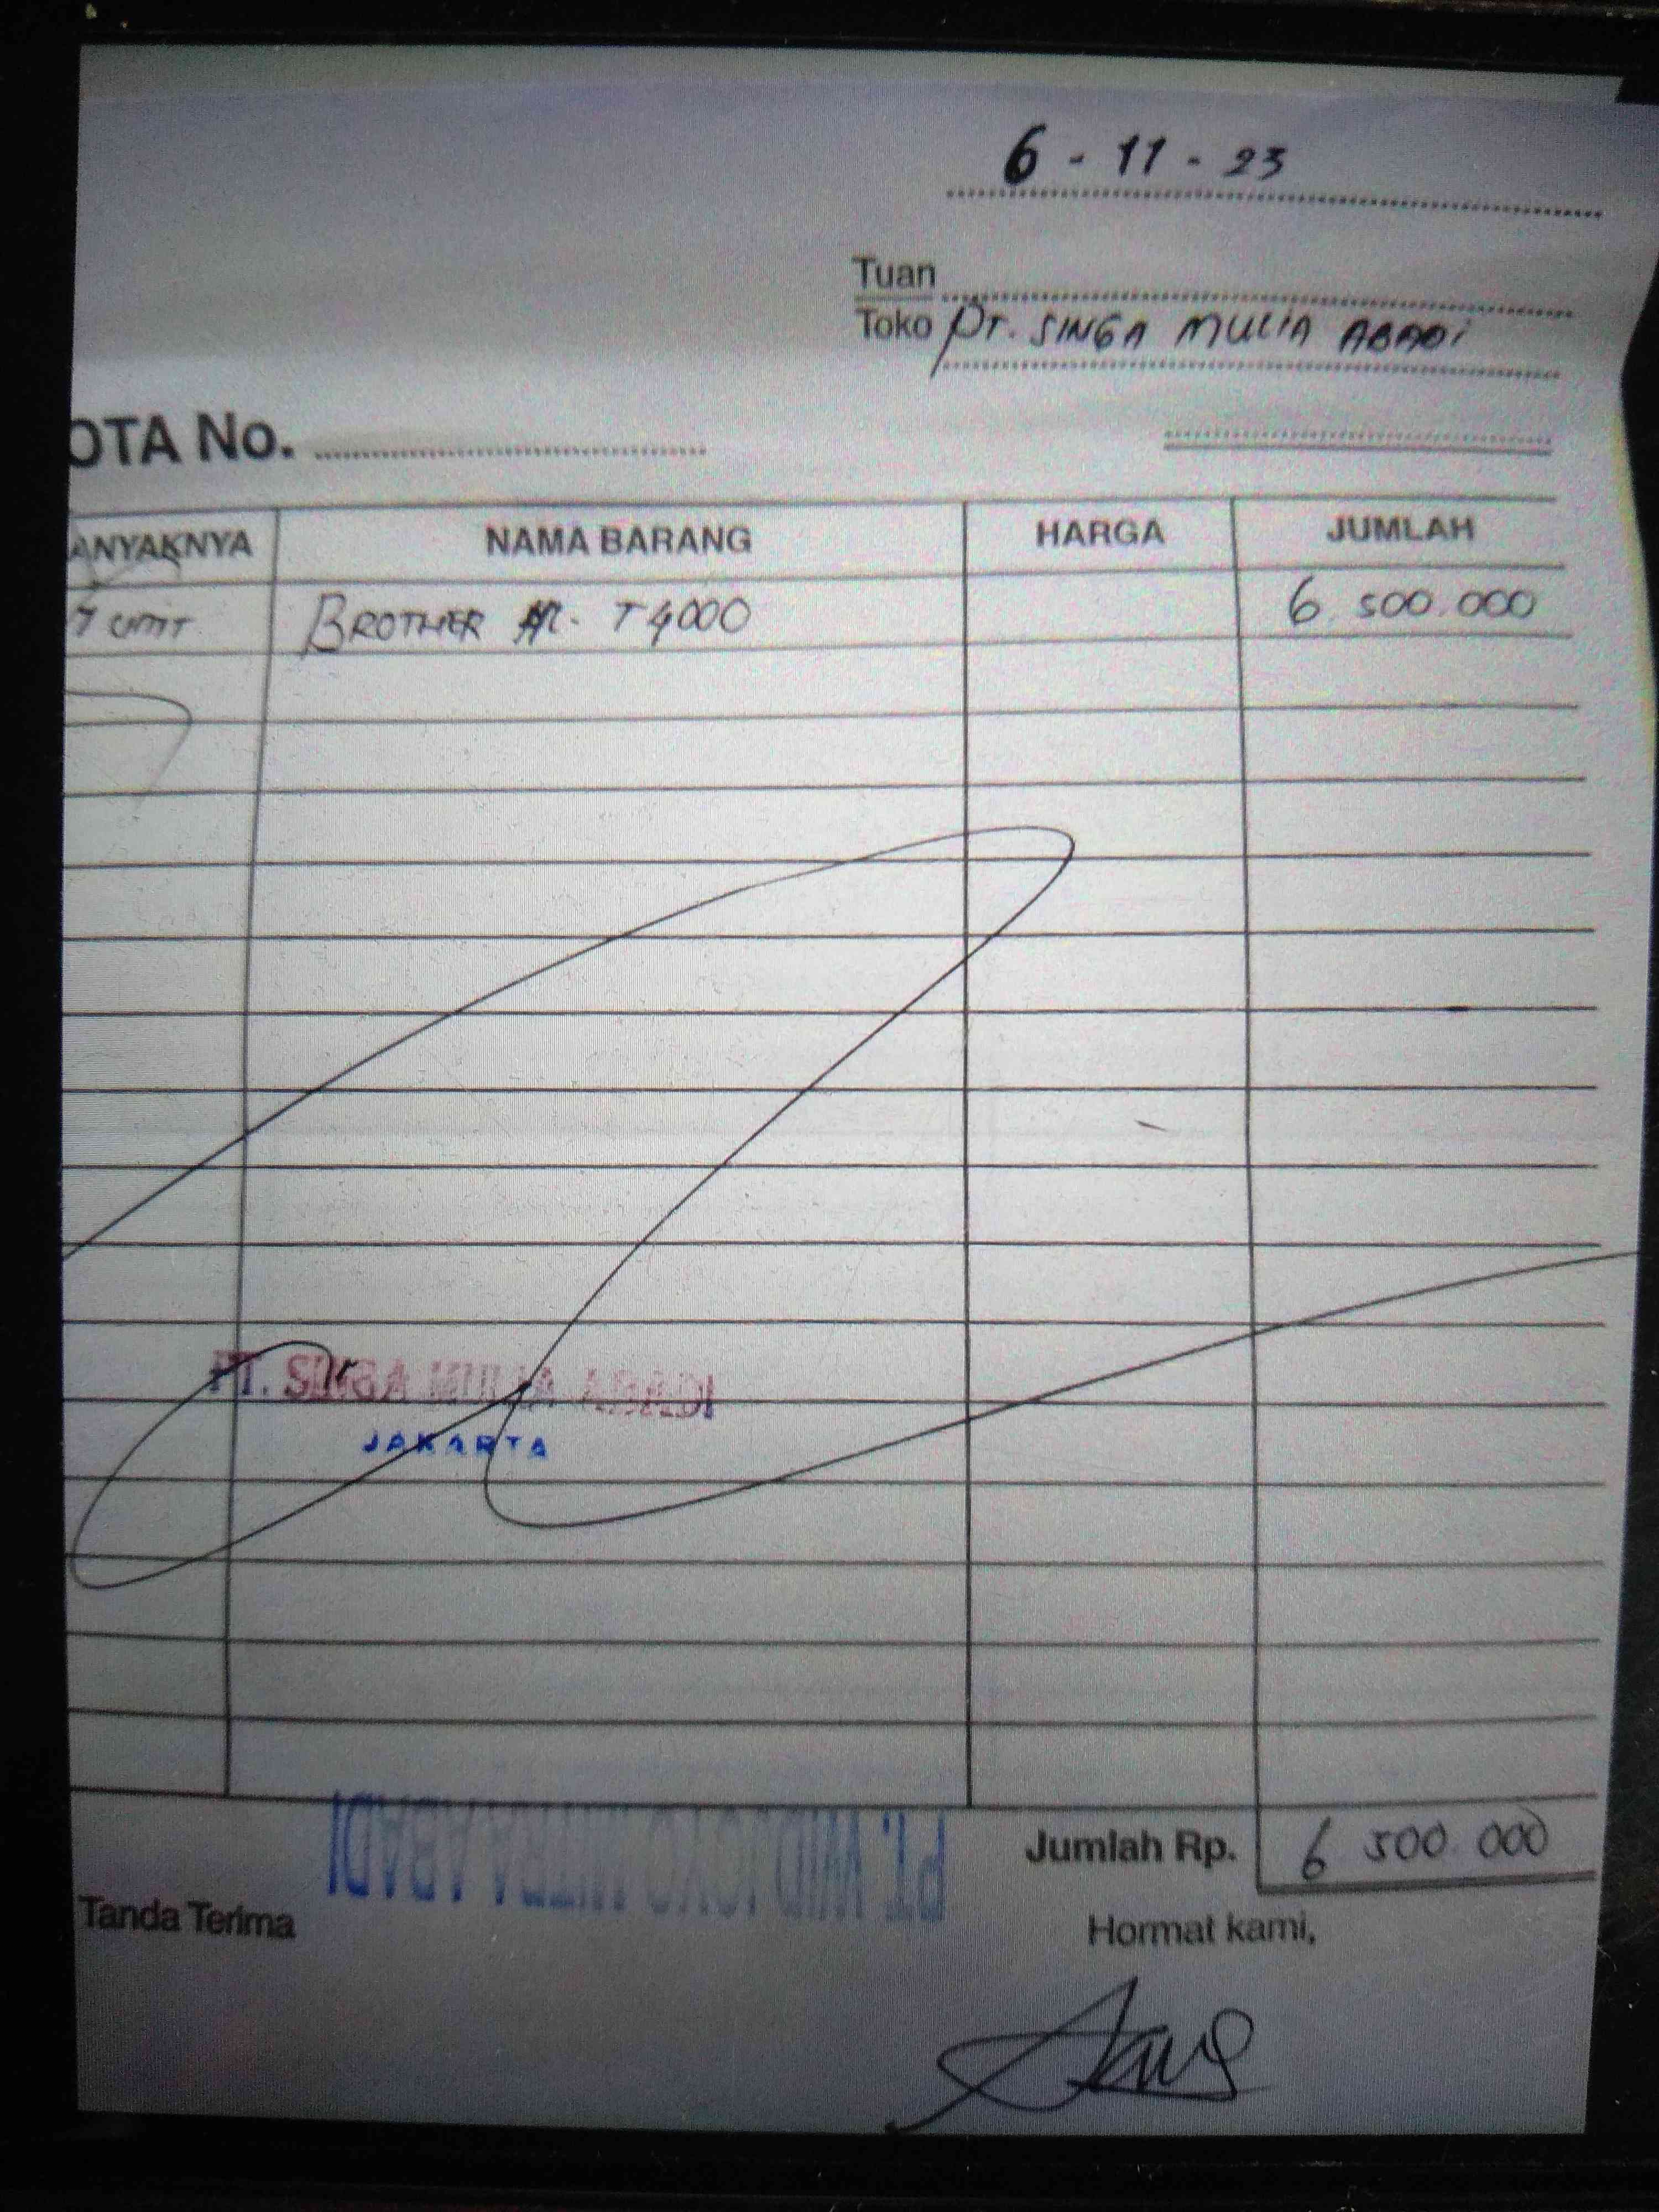 6 - 11 - 23
Tuan
Toko PT. SINGA MULIA ABADI
OTA No.
ANYAKNYA NAMA BARANG HARGA JUMLAH
1 UNIT BROTHER T4000 6.500.000
PT. SINGA MULIA ABADI
JAKARTA
PT. WIDJOJO MITRA ABADI
Jumlah Rp. 6 500 000
Tanda Terima
Hormat kami,